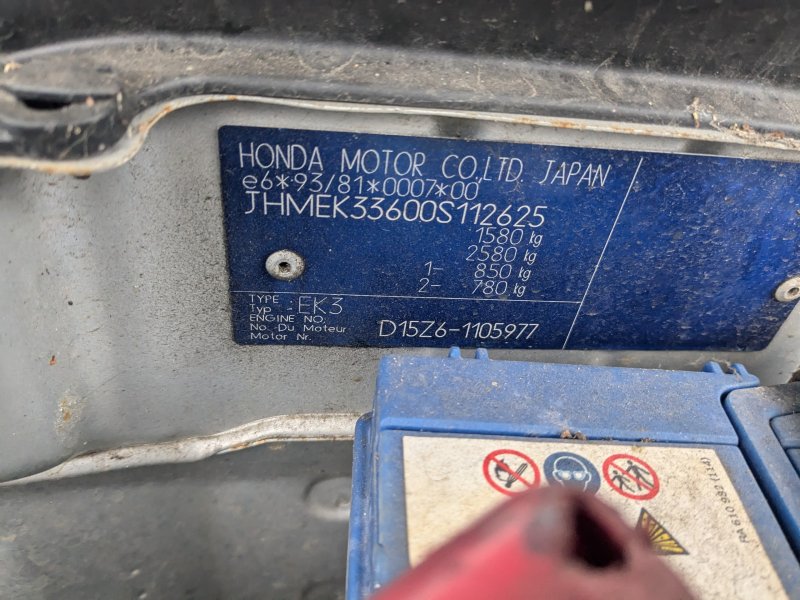 HONDA MOTOR CO.,LTD. JAPAN
e6*93/81*0007*00
JHMEK33600S112625
1580 kg
2580 kg
1- 850 kg
2- 780 kg
TYPE
Typ : EK3
ENGINE NO.
No. Du Moteur D15Z6-1105977
Motor Nr.